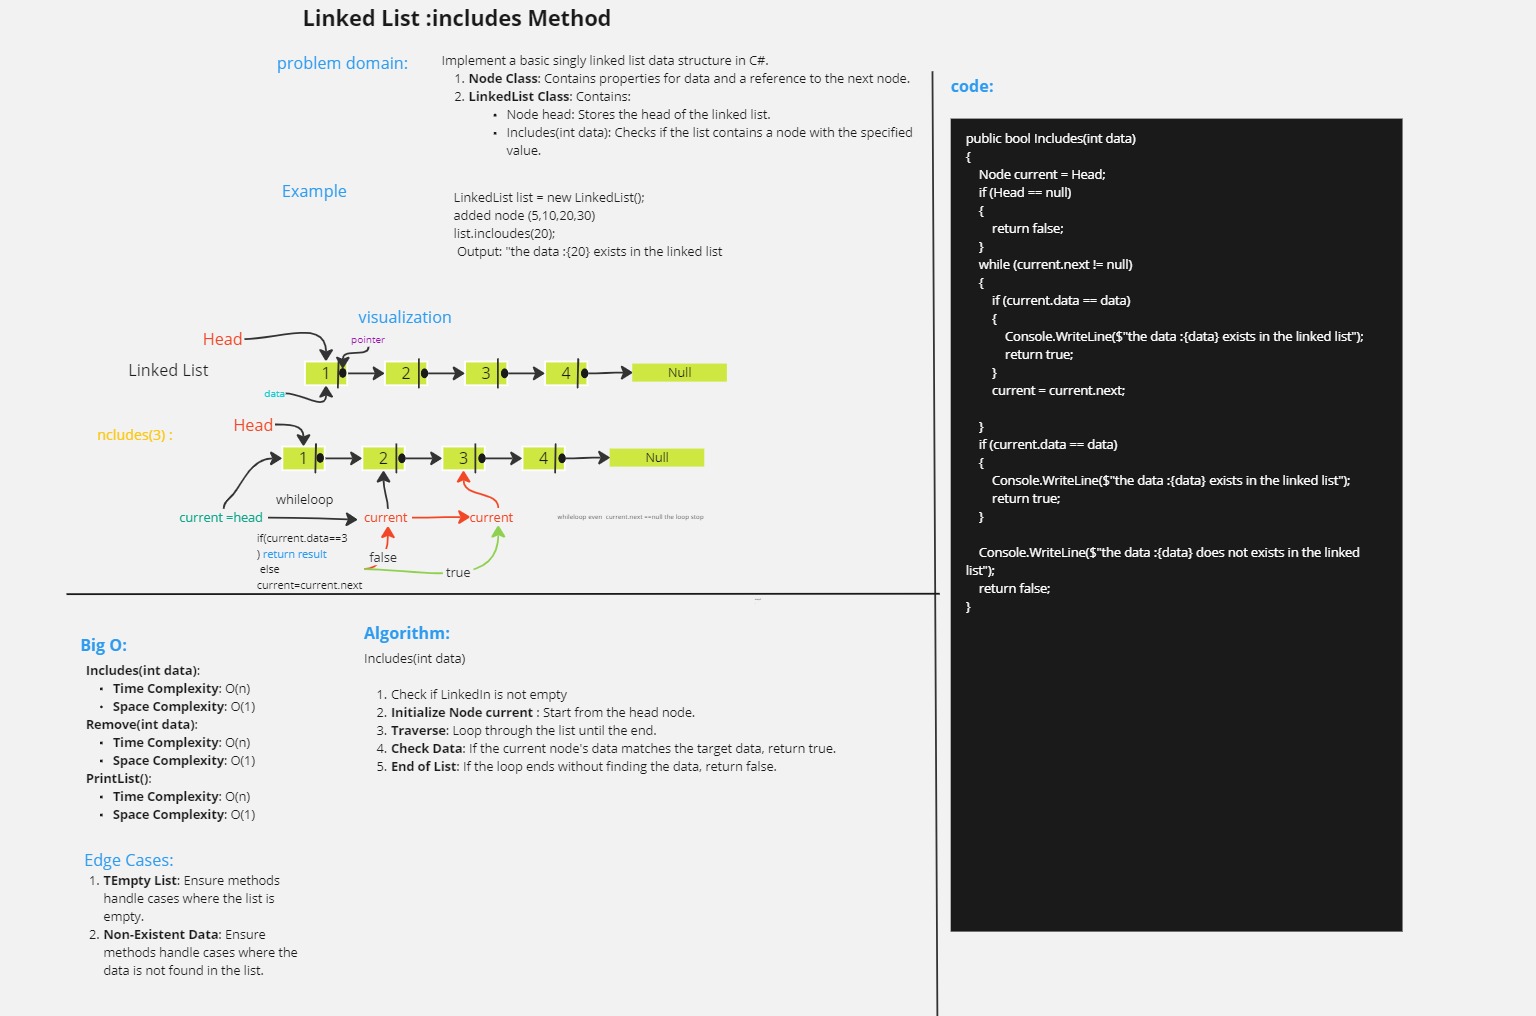 Linked List :includes Method
problem domain:
Implement a basic singly linked list data structure in C#.
1. Node Class: Contains properties for data and a reference to the next node.
2. LinkedList Class: Contains:
▪ Node head: Stores the head of the linked list.
▪ Includes(int data): Checks if the list contains a node with the specified
value.
Example
LinkedList list = new LinkedList();
added node (5,10,20,30)
list.incloudes(20);
Output: "the data :{20} exists in the linked list
visualization
Head
pointer
Linked List
1 2 3 4 Null
data
Head
ncludes(3) :
1 2 3 4 Null
whileloop
current =head
current
current
whileloop even current.next ==null the loop stop
if(current.data==3
) return result
else
current=current.next
false
true
Big O:
Includes(int data):
▪ Time Complexity: O(n)
▪ Space Complexity: O(1)
Remove(int data):
▪ Time Complexity: O(n)
▪ Space Complexity: O(1)
PrintList():
▪ Time Complexity: O(n)
▪ Space Complexity: O(1)
Edge Cases:
1. TEmpty List: Ensure methods
handle cases where the list is
empty.
2. Non-Existent Data: Ensure
methods handle cases where the
data is not found in the list.
Algorithm:
Includes(int data)
1. Check if LinkedIn is not empty
2. Initialize Node current : Start from the head node.
3. Traverse: Loop through the list until the end.
4. Check Data: If the current node's data matches the target data, return true.
5. End of List: If the loop ends without finding the data, return false.
code:
public bool Includes(int data)
{
Node current = Head;
if (Head == null)
{
return false;
}
while (current.next != null)
{
if (current.data == data)
{
Console.WriteLine($"the data :{data} exists in the linked list");
return true;
}
current = current.next;
}
if (current.data == data)
{
Console.WriteLine($"the data :{data} exists in the linked list");
return true;
}
Console.WriteLine($"the data :{data} does not exists in the linked
list");
return false;
}